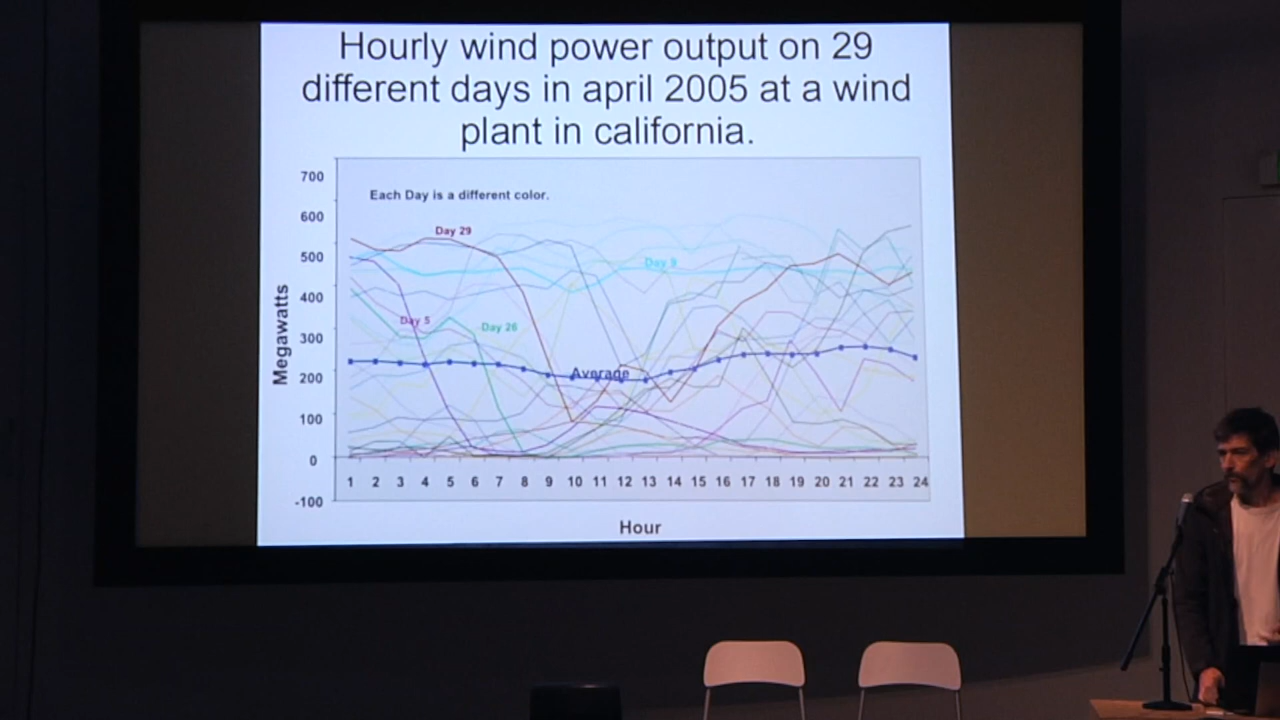 Hourly wind power output on 29
different days in april 2005 at a wind
plant in california.
700
Each Day is a different color.
600
Day 29
500
Day 9
400
Day 5
Day 26
300
Megawatts
Average
200
100
0
1 2 3 4 5 6 7 8 9 10 11 12 13 14 15 16 17 18 19 20 21 22 23 24
-100
Hour